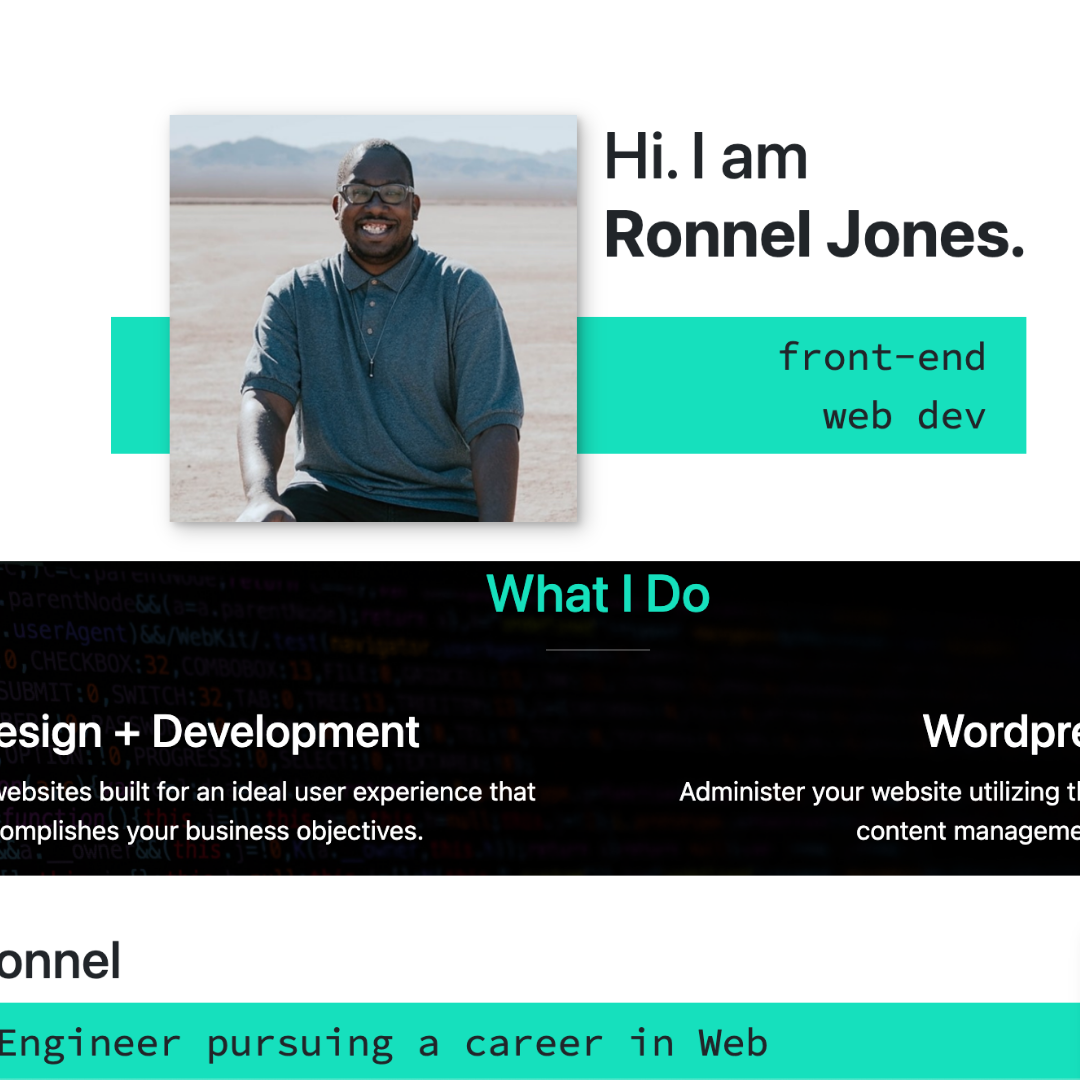 Hi. I am
Ronnel Jones.
front-end
web dev
What I Do
esign + Development
websites built for an ideal user experience that
omplishes your business objectives.
Wordpre
Administer your website utilizing t
content manageme
onnel
Engineer pursuing a career in Web